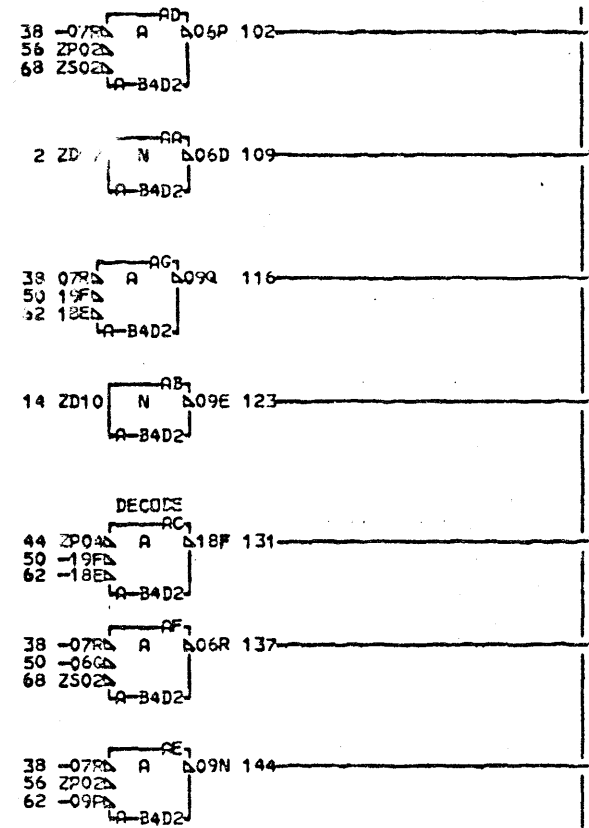 AD
38 -07R A 06P 102
56 ZP02
68 ZS02
A-B4D2
AA
2 N 06D 109
A-B4D2
AG
38 07R A 09Q 116
50 19F
62 18E
A-B4D2
AB
14 ZD10 N 09E 123
A-B4D2
DECODE
AC
44 ZP04 A 18F 131
50 -19F
62 -18E
A-B4D2
AF
38 -07R A 06R 137
50
68 ZS02
A-B4D2
AE
38 -07R A 09N 144
56 ZP02
62 -09P
A-B4D2